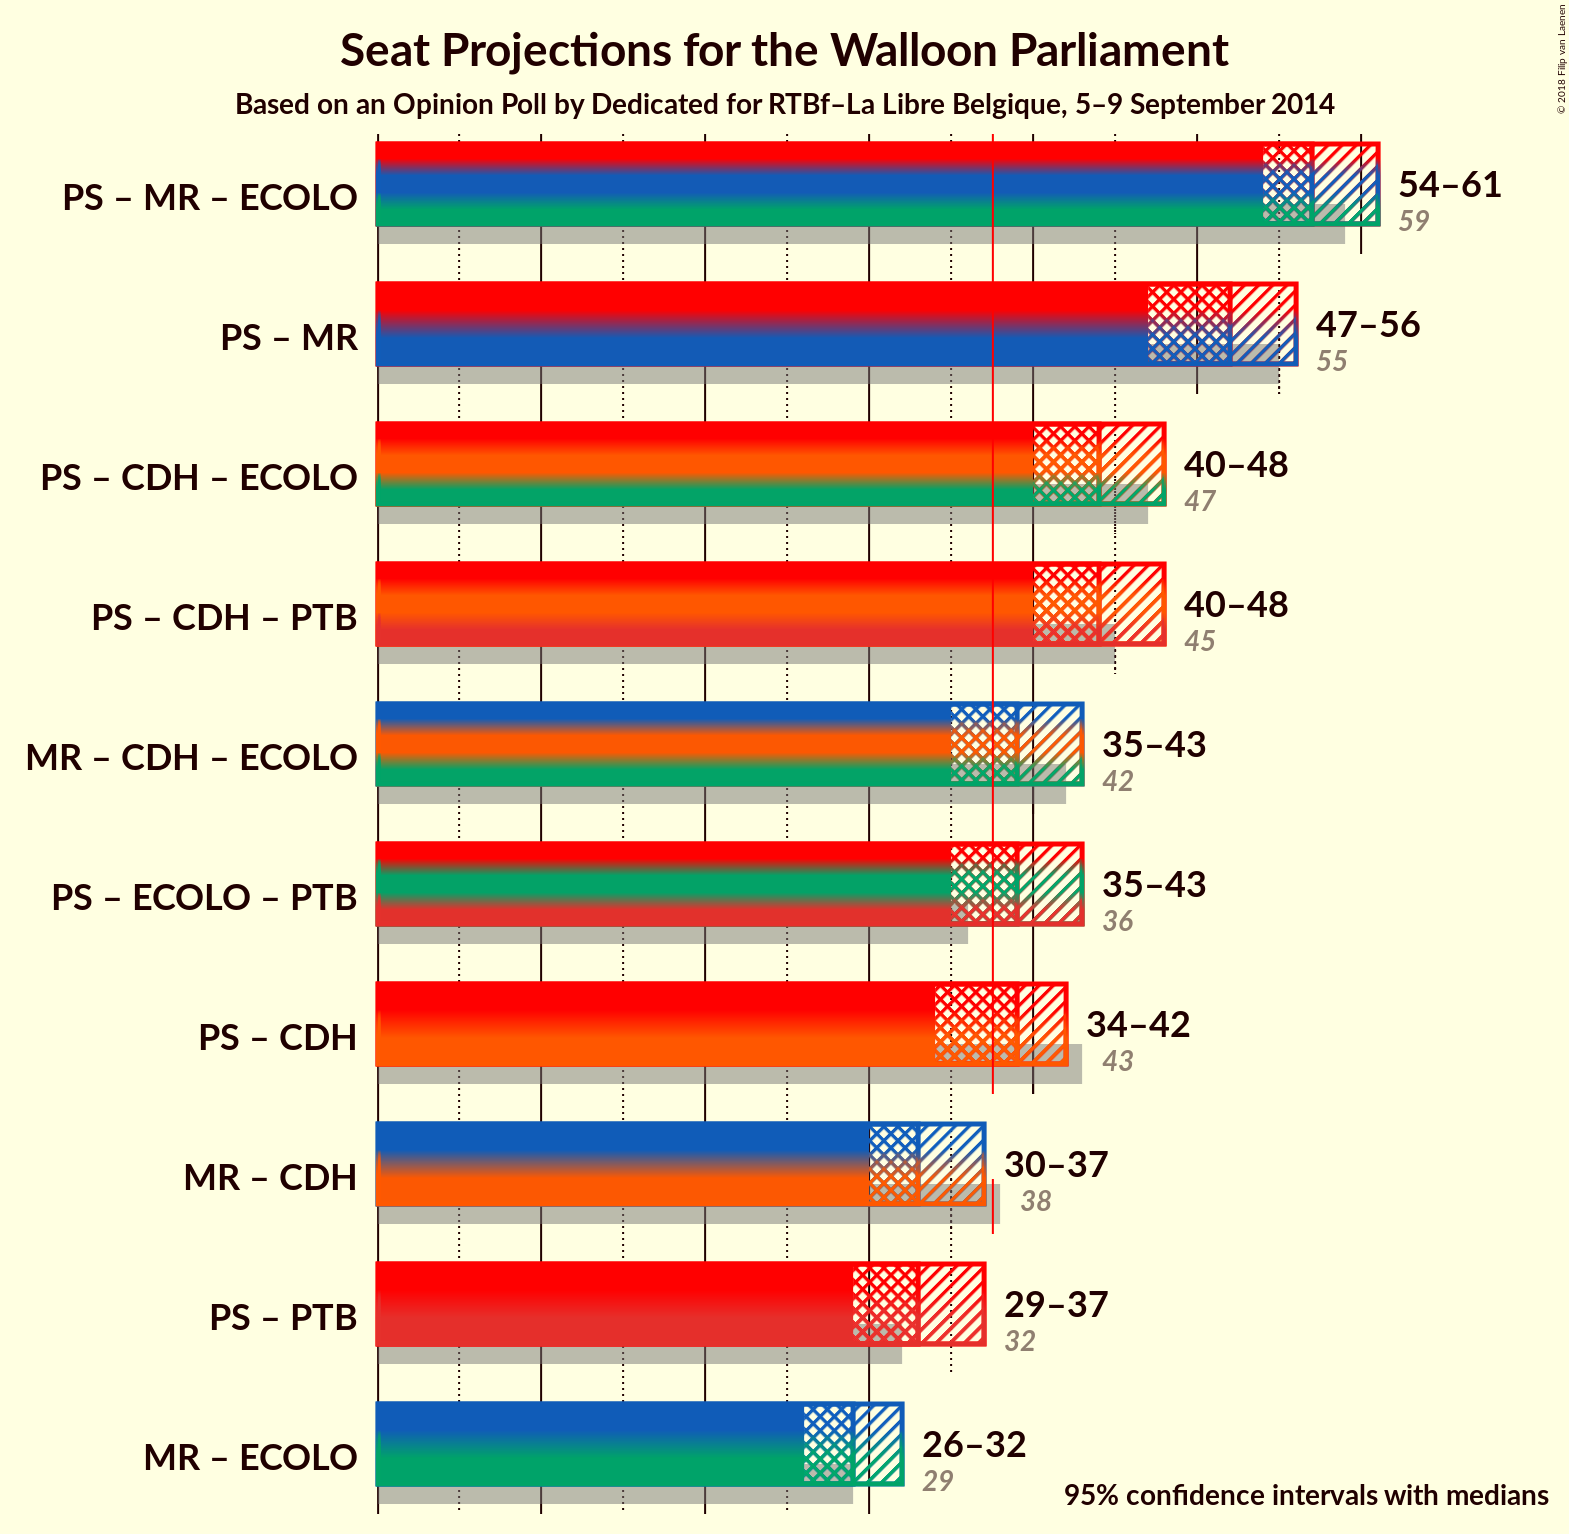 Seat Projections for the Walloon Parliament
Based on an Opinion Poll by Dedicated for RTBf–La Libre Belgique, 5–9 September 2014
© 2018 Filip van Laenen
PS – MR – ECOLO
54–61
59
PS – MR
47–56
55
PS – CDH – ECOLO
40–48
47
PS – CDH – PTB
40–48
45
MR – CDH – ECOLO
35–43
42
PS – ECOLO – PTB
35–43
36
PS – CDH
34–42
43
MR – CDH
30–37
38
PS – PTB
29–37
32
MR – ECOLO
26–32
29
95% confidence intervals with medians